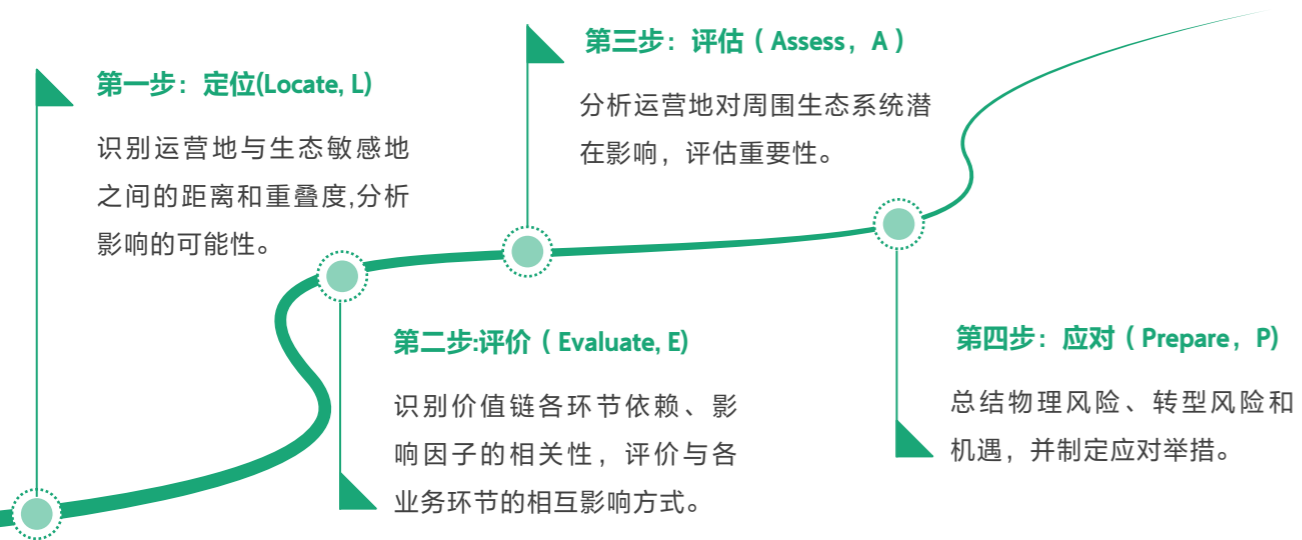 第一步：定位(Locate, L)
识别运营地与生态敏感地
之间的距离和重叠度,分析
影响的可能性。
第二步:评价（Evaluate, E)
识别价值链各环节依赖、影
响因子的相关性，评价与各
业务环节的相互影响方式。
第三步：评估（Assess，A）
分析运营地对周围生态系统潜
在影响，评估重要性。
第四步：应对（Prepare，P)
总结物理风险、转型风险和
机遇，并制定应对举措。